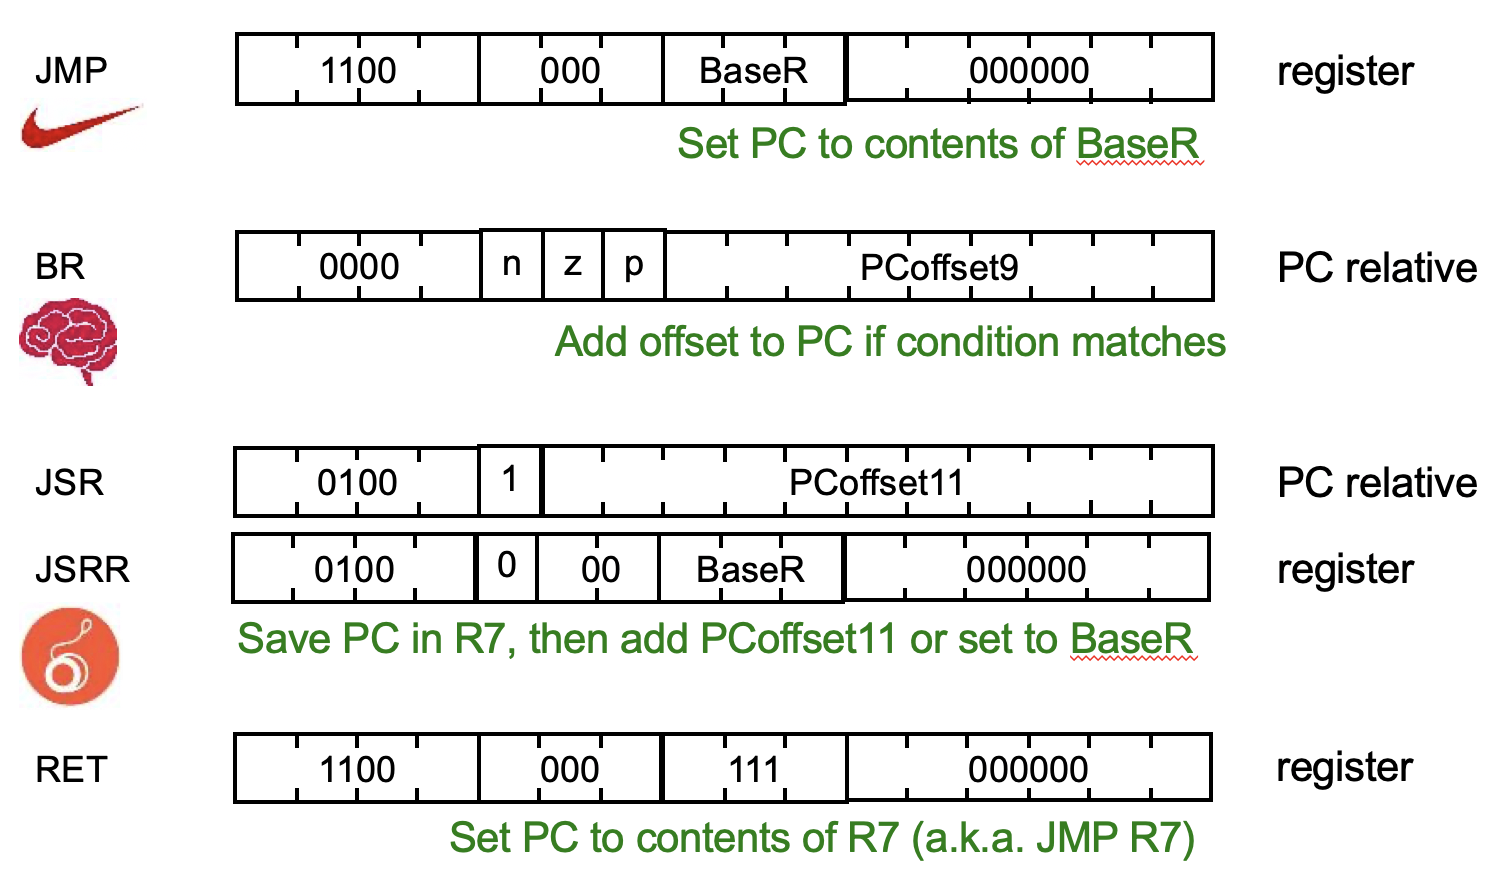 JMP 1100 000 BaseR 000000 register
Set PC to contents of BaseR
BR 0000 n z p PCoffset9 PC relative
Add offset to PC if condition matches
JSR 0100 1 PCoffset11 PC relative
JSRR 0100 0 00 BaseR 000000 register
Save PC in R7, then add PCoffset11 or set to BaseR
RET 1100 000 111 000000 register
Set PC to contents of R7 (a.k.a. JMP R7)